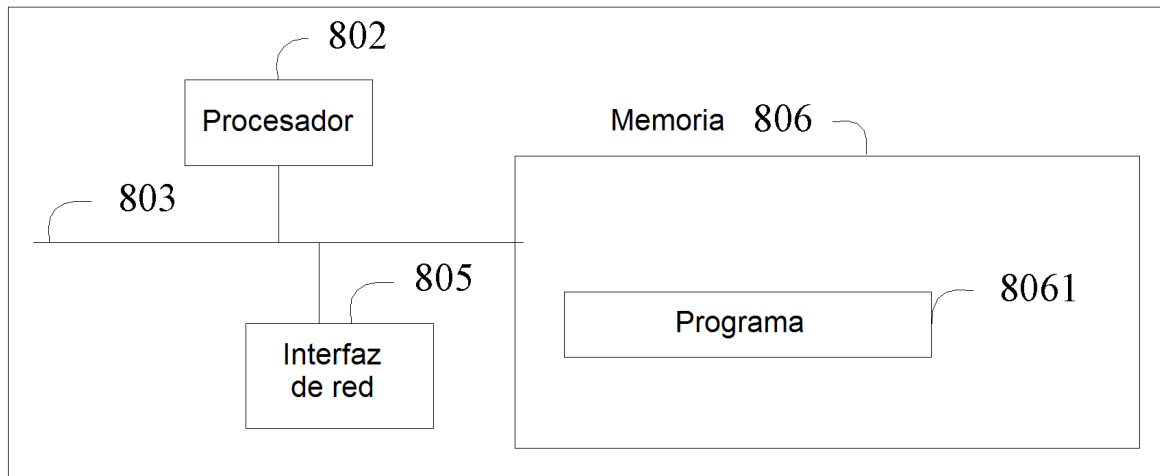 802
Procesador
Memoria 806
803
805
8061
Programa
Interfaz
de red